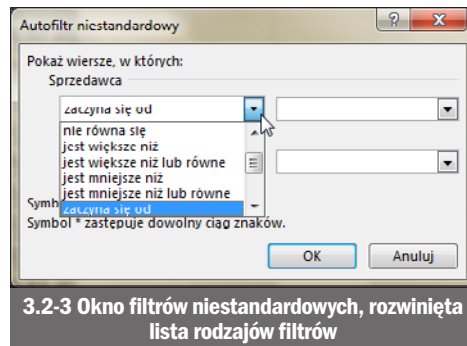 Autofiltr niestandardowy
Pokaż wiersze, w których:
Sprzedawca
zaczyna się od
nie równa się
jest większe niż
jest większe niż lub równe
jest mniejsze niż
jest mniejsze niż lub równe
zaczyna się od
Symb
Symbol * zastępuje dowolny ciąg znaków.
OK Anuluj
3.2-3 Okno filtrów niestandardowych, rozwinięta
lista rodzajów filtrów